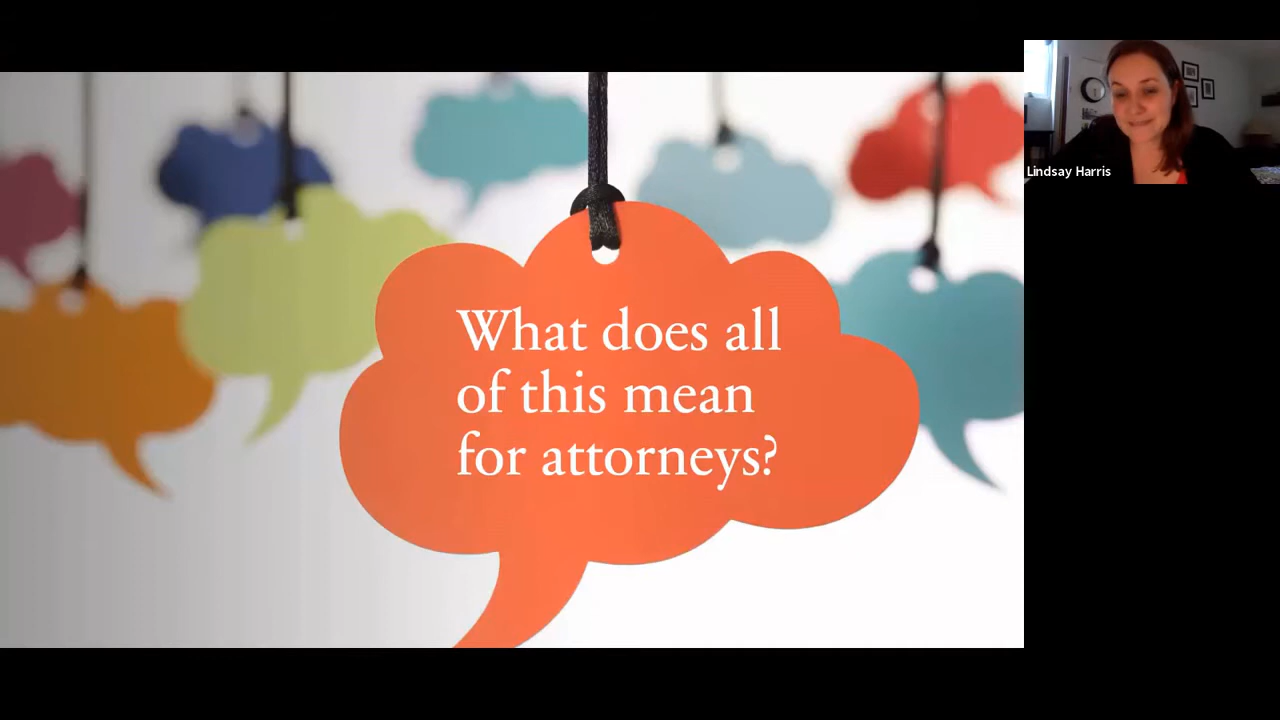 What does all
of this mean
for attorneys?
Lindsay Harris